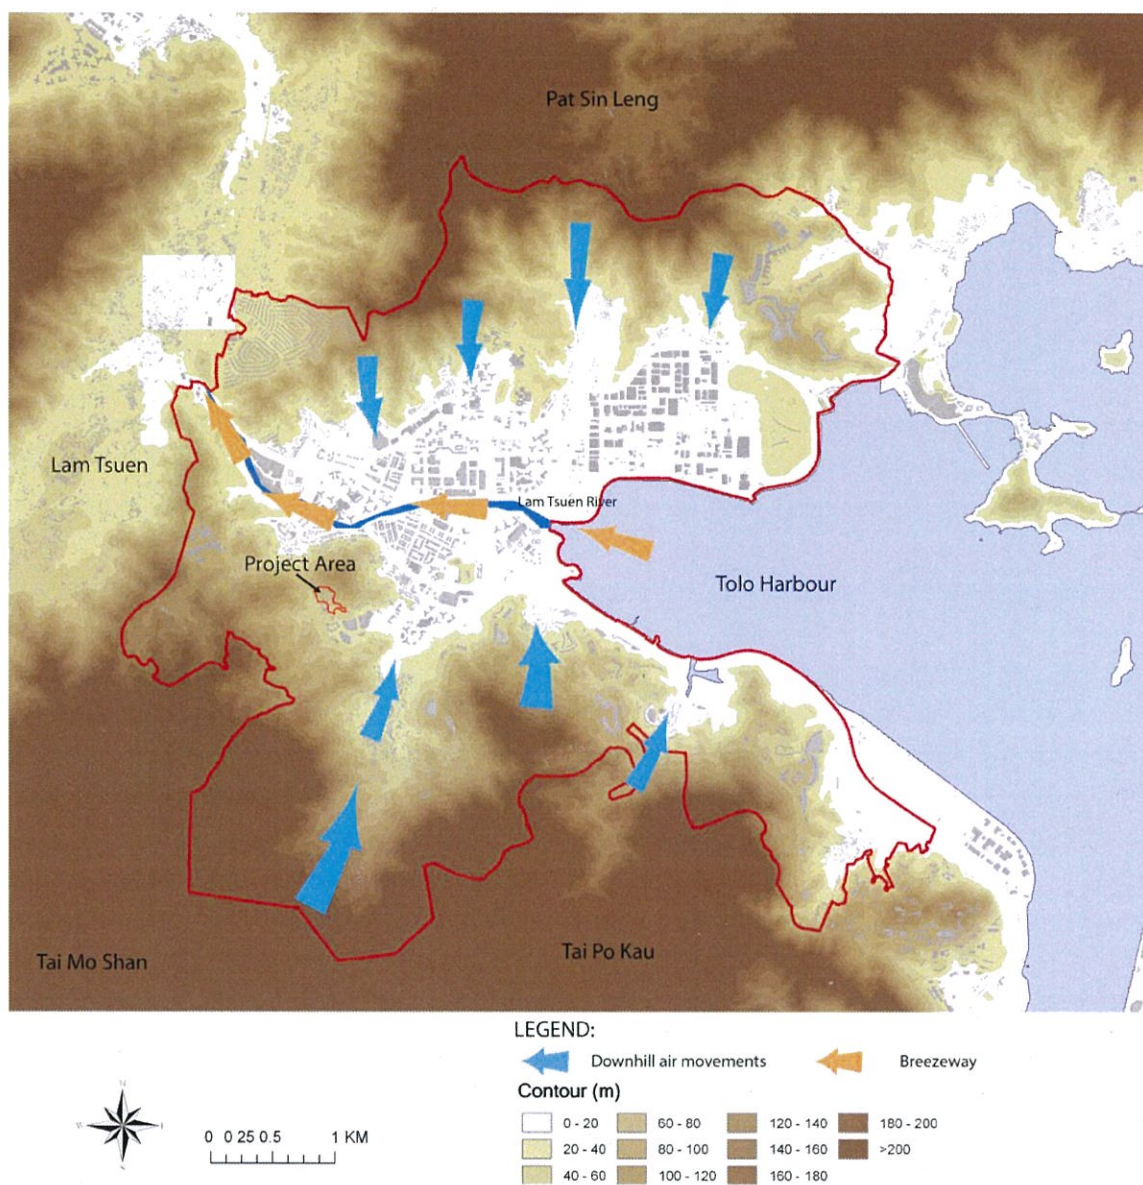 Pat Sin Leng
Lam Tsuen
Lam Tsuen River
Project Area
Tolo Harbour
Tai Mo Shan
Tai Po Kau
LEGEND:
Downhill air movements
Breezeway
Contour (m)
0 - 20
60 - 80
120 - 140
180 - 200
20 - 40
80 - 100
140 - 160
>200
40 - 60
100 - 120
160 - 180
N
0 0 25 0.5 1 KM